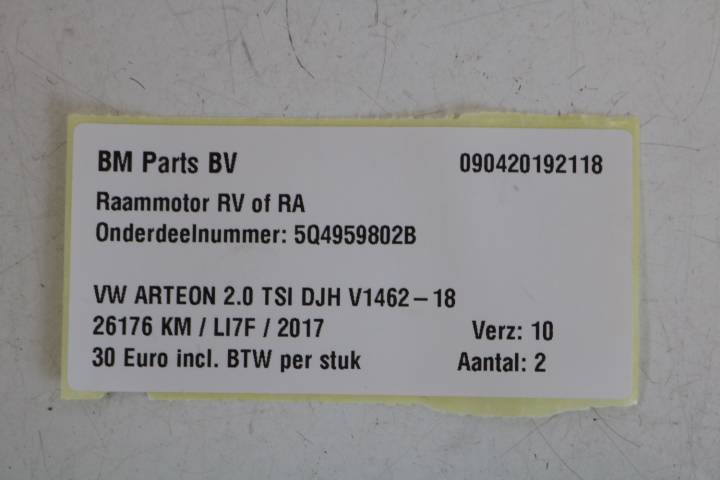 BM Parts BV 090420192118
Raammotor RV of RA
Onderdeelnummer: 5Q4959802B
VW ARTEON 2.0 TSI DJH V1462-18
26176 KM / LI7F / 2017 Verz: 10
30 Euro incl. BTW per stuk Aantal: 2